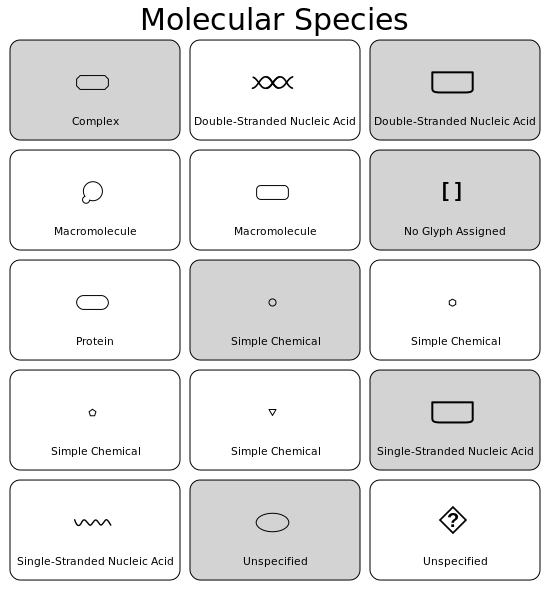 Molecular Species
Complex
Double-Stranded Nucleic Acid
Double-Stranded Nucleic Acid
Macromolecule
Macromolecule
[ ]
No Glyph Assigned
Protein
Simple Chemical
Simple Chemical
Simple Chemical
Simple Chemical
Single-Stranded Nucleic Acid
Single-Stranded Nucleic Acid
Unspecified
?
Unspecified